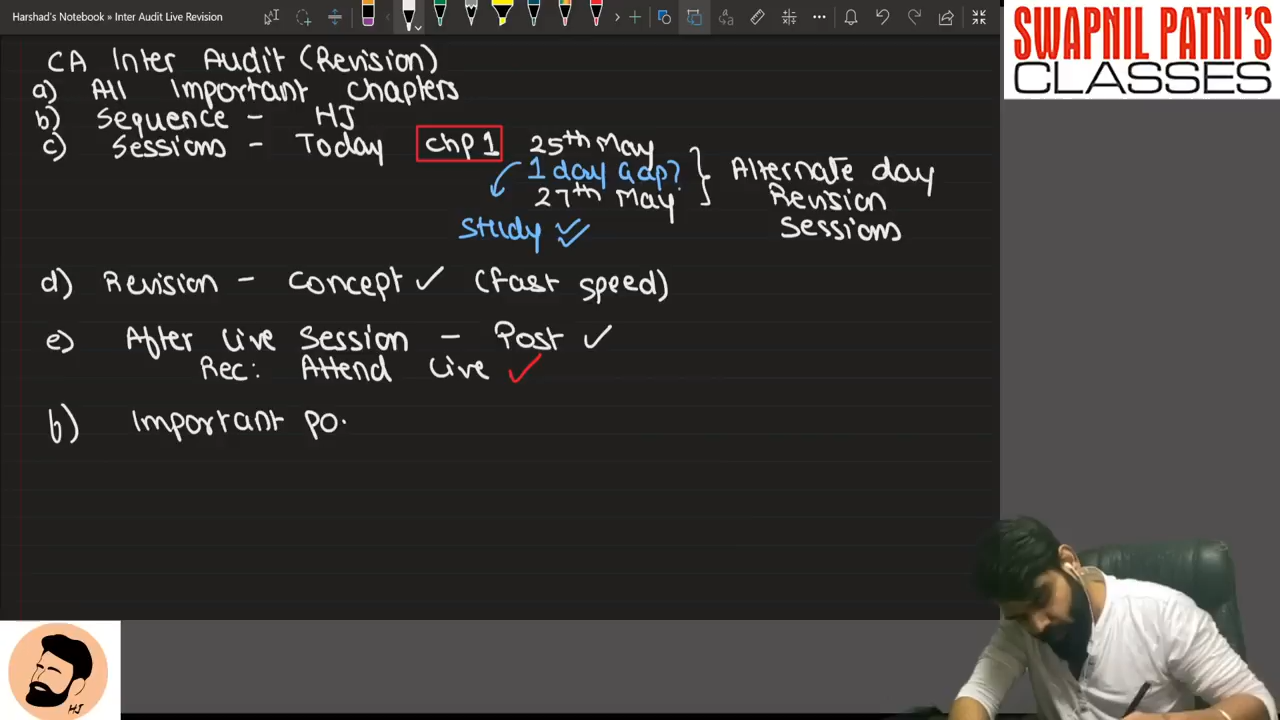 Harshad's Notebook » Inter Audit Live Revision
SWAPNIL PATNI'S
CLASSES
CA Inter Audit (Revision)
a) All Important Chapters
b) Sequence - HJ
c) Sessions - Today Chp 1 25th May
1 day Gap?
27th May
Study
Alternate day
Revision
Sessions
d) Revision - Concept ✓ (fast speed)
e) After Live Session - Post ✓
Rec: Attend Live ✓
b) Important po.
HJ